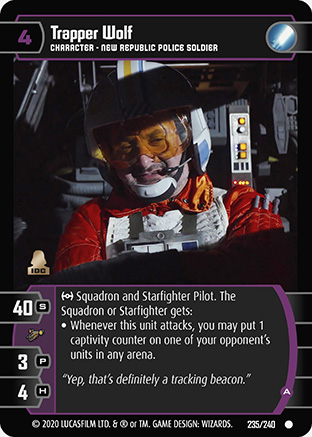 4
Trapper Wolf
CHARACTER - NEW REPUBLIC POLICE SOLDIER
IDC
40 S
Squadron and Starfighter Pilot. The
Squadron or Starfighter gets:
• Whenever this unit attacks, you may put 1
captivity counter on one of your opponent's
units in any arena.
3 P
"Yep, that's definitely a tracking beacon."
4 H
A
© 2020 LUCASFILM LTD. & ® or TM. GAME DESIGN: WIZARDS.
235/240